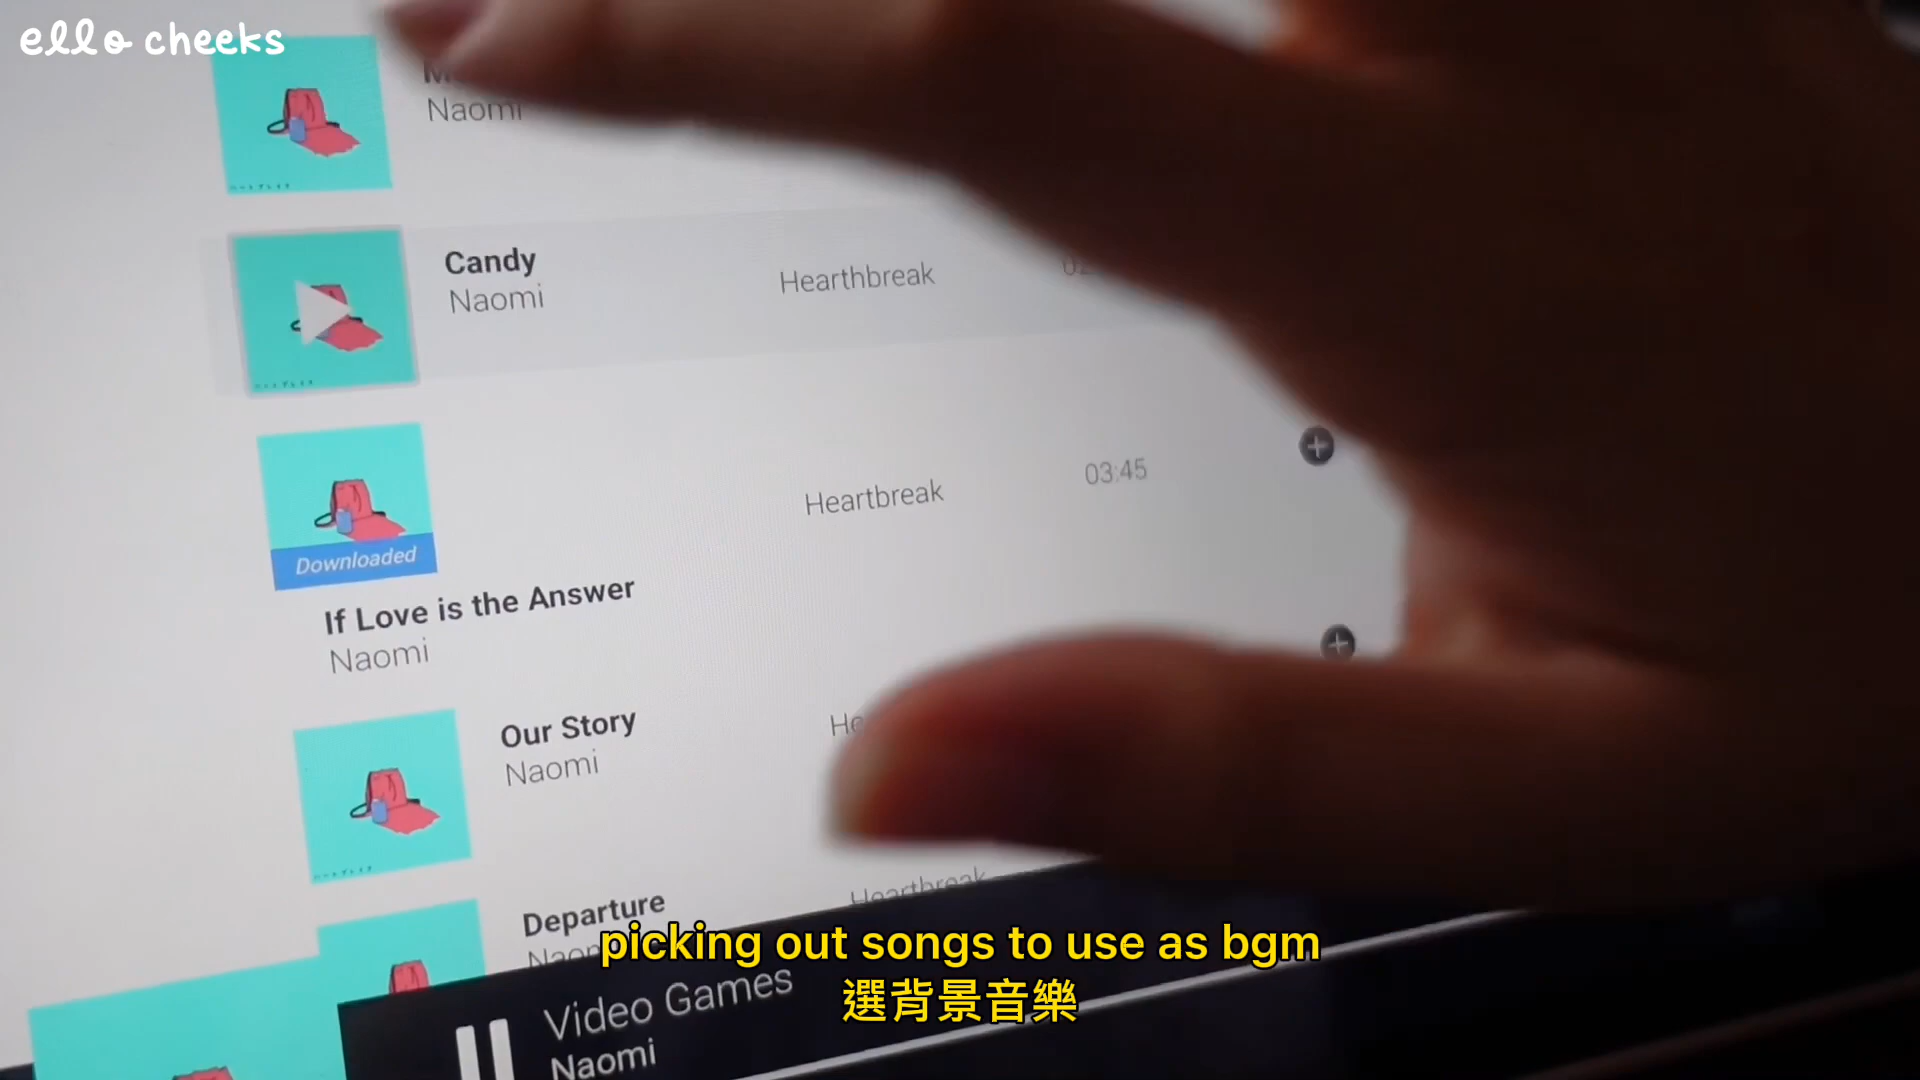 ello cheeks
Naomi
Candy
Naomi
Hearthbreak
Heartbreak
03:45
Downloaded
If Love is the Answer
Naomi
Our Story
Naomi
Departure
Heartbreak
picking out songs to use as bgm
選背景音樂
Video Games
Naomi